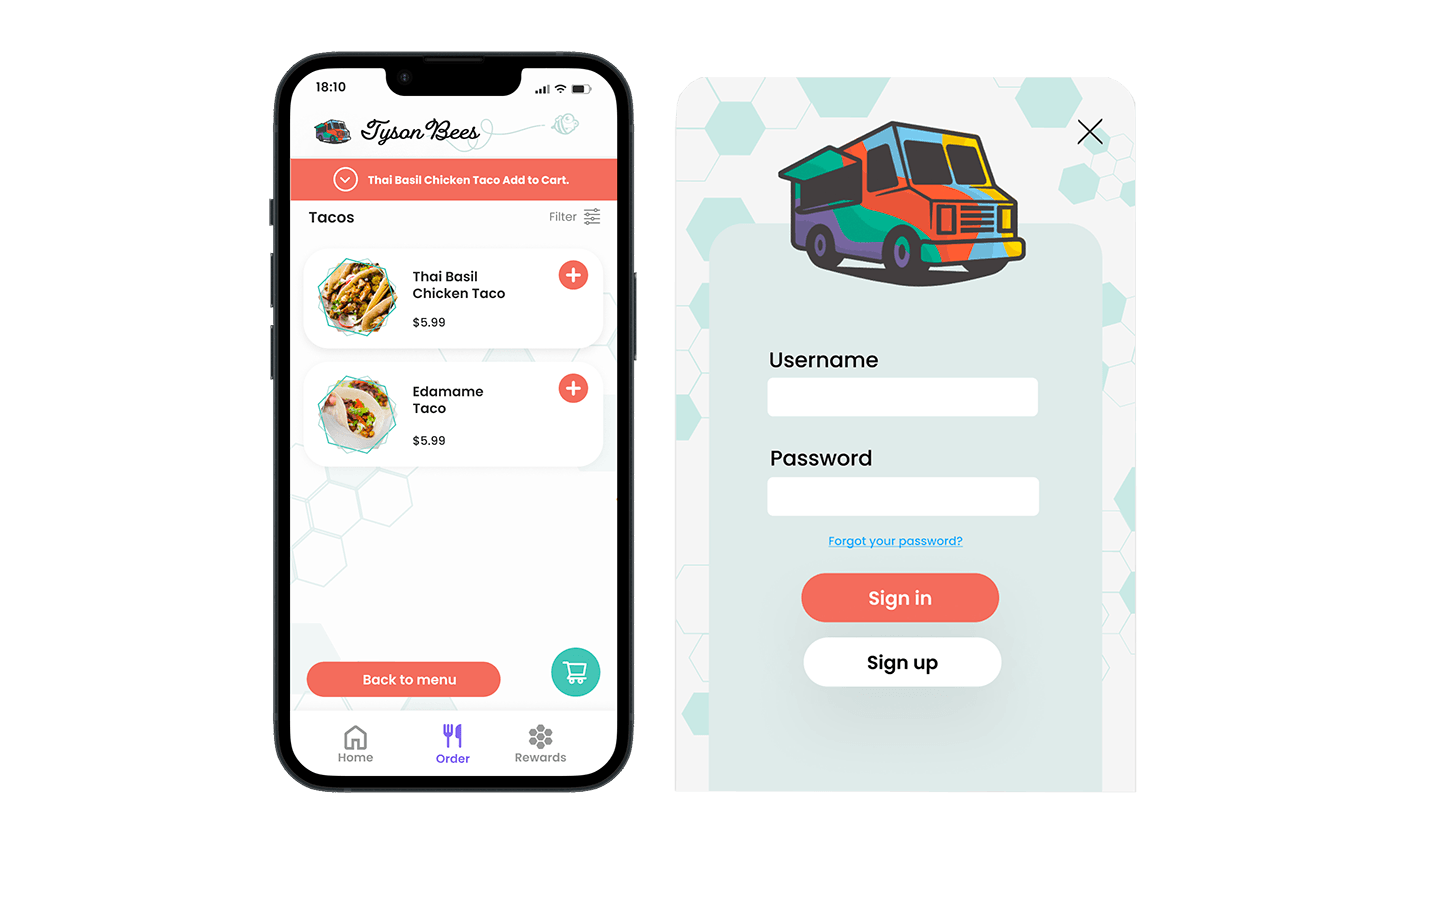 18:10
Tyson Bees
Thai Basil Chicken Taco Add to Cart.
Tacos
Filter
Thai Basil
Chicken Taco
$5.99
Edamame
Taco
$5.99
Back to menu
Home
Order
Rewards
Username
Password
Forgot your password?
Sign in
Sign up